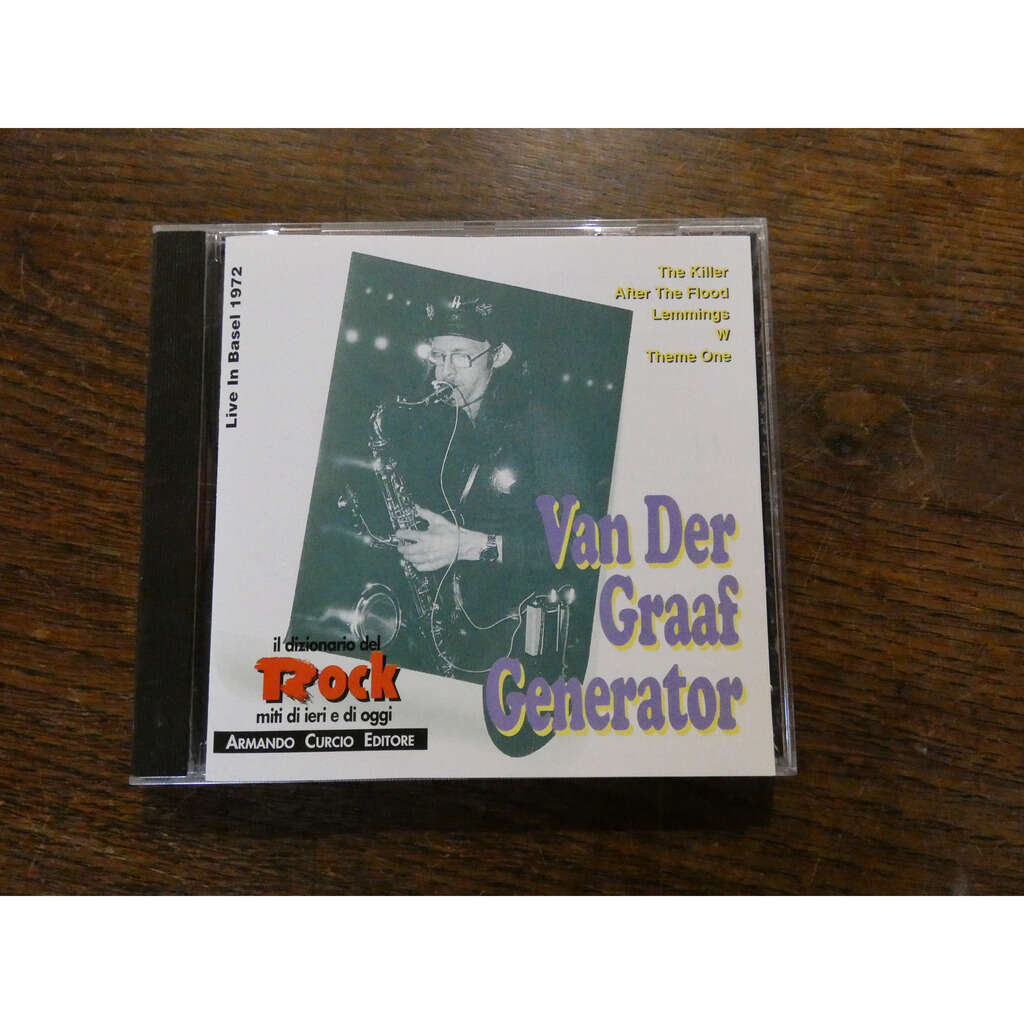 Live In Basel 1972
The Killer
After The Flood
Lemmings
W
Theme One
Van Der
Graaf
Generator
il dizionario del
Rock
miti di ieri e di oggi
ARMANDO CURCIO EDITORE